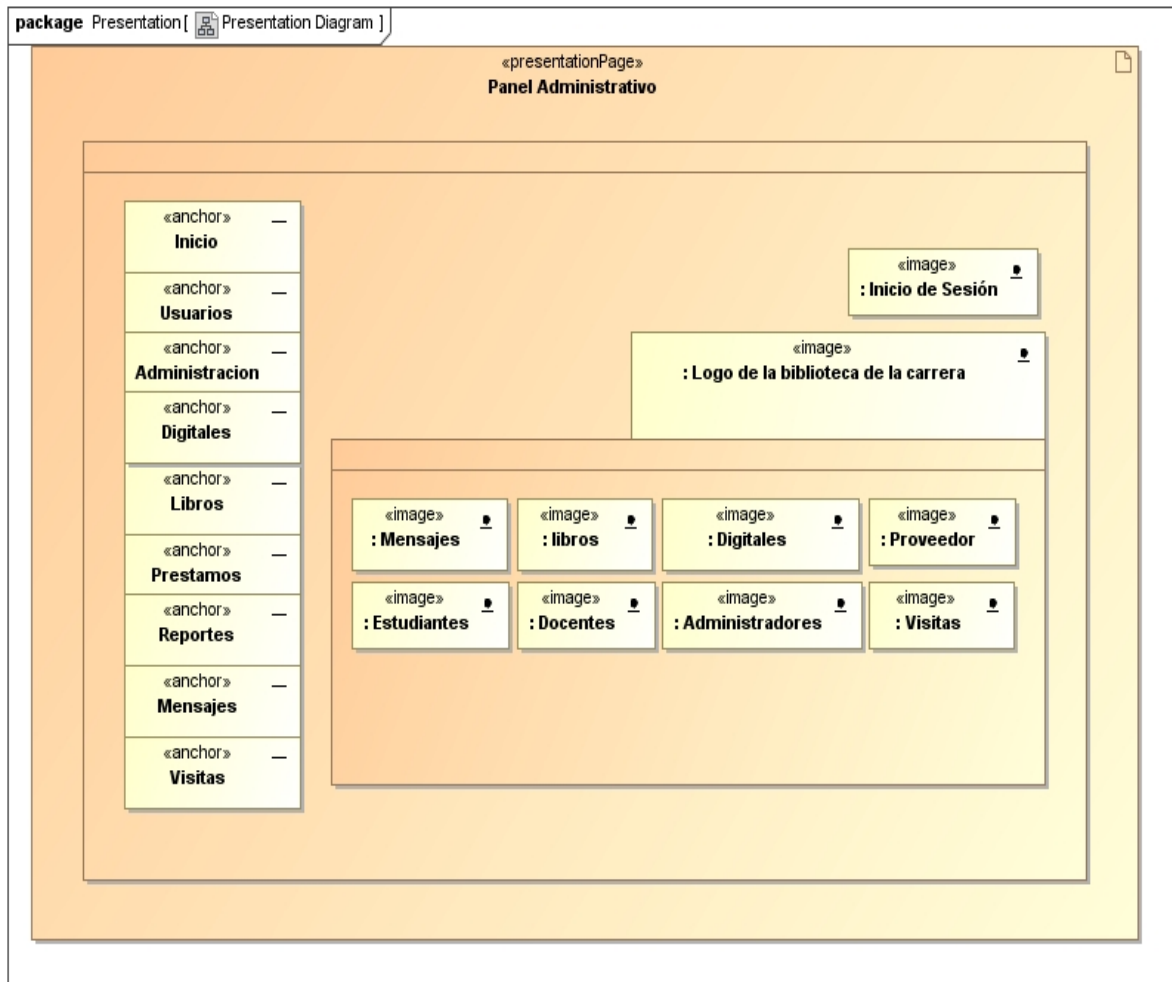 package Presentation [ Presentation Diagram ]
«presentationPage»
Panel Administrativo
«anchor»
Inicio
«anchor»
Usuarios
«anchor»
Administracion
«anchor»
Digitales
«anchor»
Libros
«anchor»
Prestamos
«anchor»
Reportes
«anchor»
Mensajes
«anchor»
Visitas
«image»
: Inicio de Sesión
«image»
: Logo de la biblioteca de la carrera
«image»
: Mensajes
«image»
: libros
«image»
: Digitales
«image»
: Proveedor
«image»
: Estudiantes
«image»
: Docentes
«image»
: Administradores
«image»
: Visitas